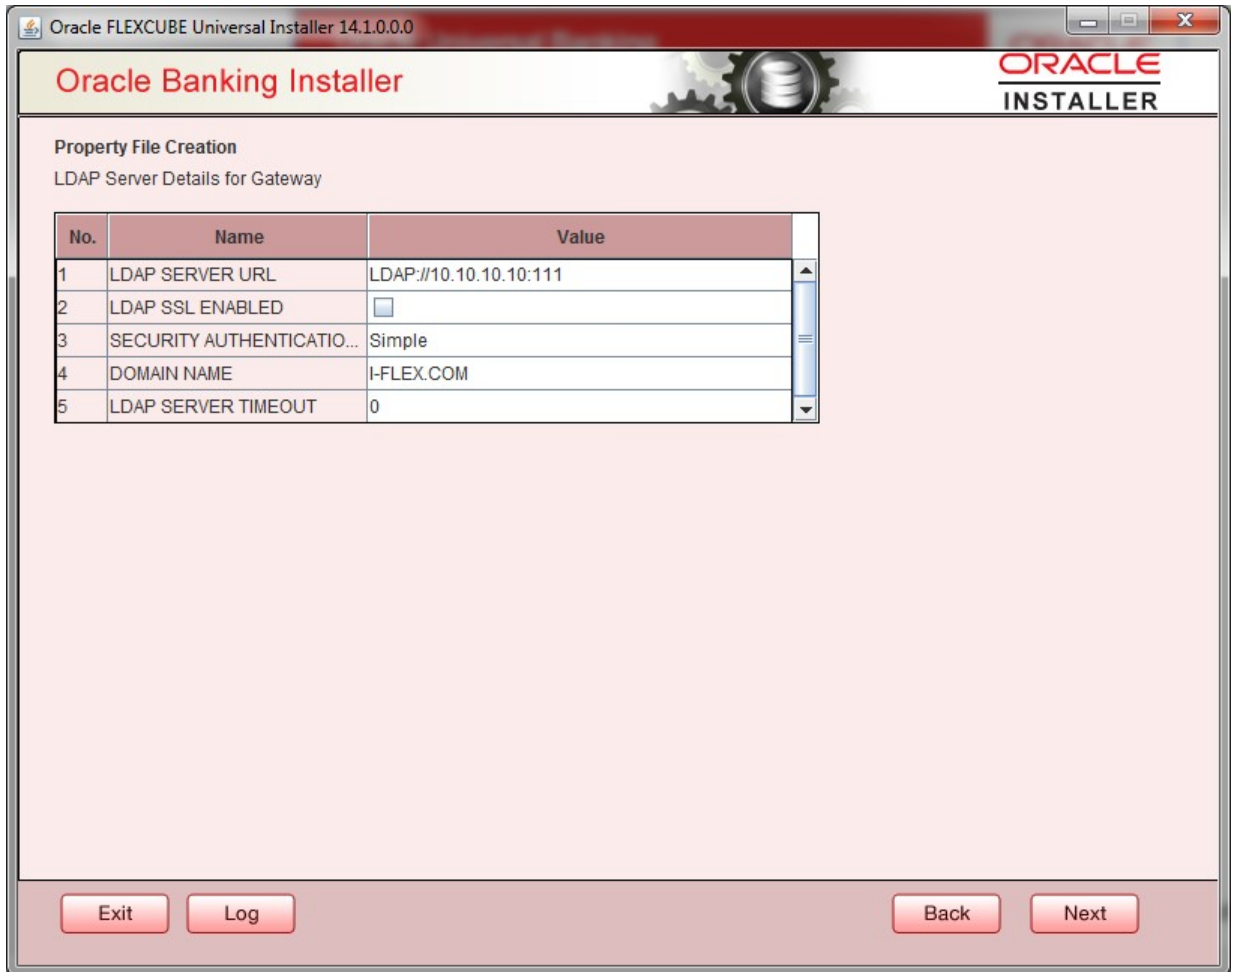 Oracle FLEXCUBE Universal Installer 14.1.0.0.0
Oracle Banking Installer
ORACLE
INSTALLER
Property File Creation
LDAP Server Details for Gateway
No. Name Value
1 LDAP SERVER URL LDAP://10.10.10.10:111
2 LDAP SSL ENABLED
3 SECURITY AUTHENTICATIO... Simple
4 DOMAIN NAME I-FLEX.COM
5 LDAP SERVER TIMEOUT 0
Exit Log Back Next